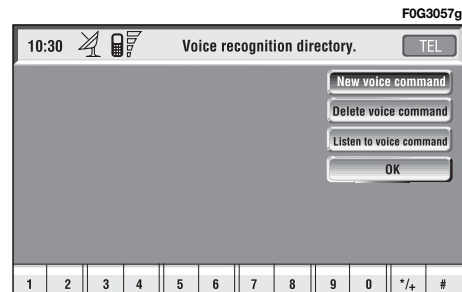 F0G3057g
10:30 Voice recognition directory. TEL
New voice command
Delete voice command
Listen to voice command
OK
1 2 3 4 5 6 7 8 9 0 */+ #